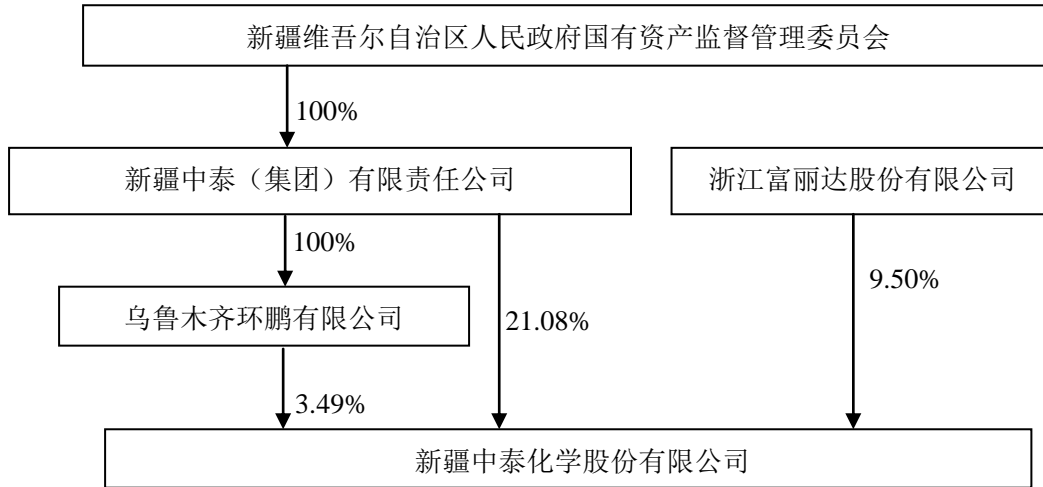 新疆维吾尔自治区人民政府国有资产监督管理委员会
100%
新疆中泰（集团）有限责任公司
浙江富丽达股份有限公司
100%
9.50%
乌鲁木齐环鹏有限公司
21.08%
3.49%
新疆中泰化学股份有限公司